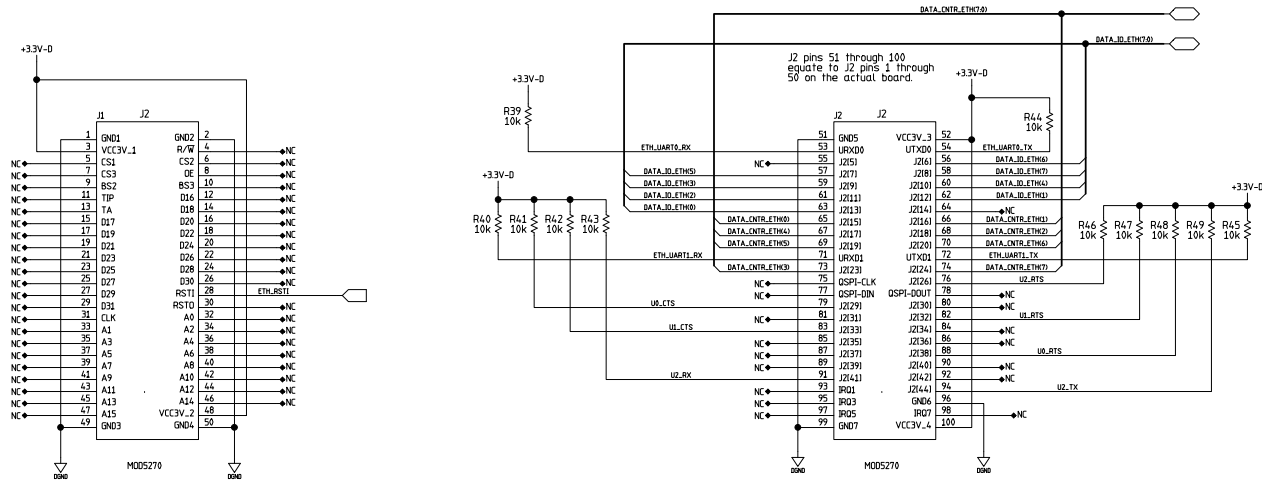 +3.3V-D
J1 J2
1 GND1 GND2 2
3 VCC3V_1 R/W 4 NC
NC 5 CS1 CS2 6 NC
NC 7 CS3 OE 8 NC
NC 9 BS2 BS3 10 NC
NC 11 TIP D16 12 NC
NC 13 TA D18 14 NC
NC 15 D17 D20 16 NC
NC 17 D19 D22 18 NC
NC 19 D21 D24 20 NC
NC 21 D23 D26 22 NC
NC 23 D25 D28 24 NC
NC 25 D27 D30 26 NC
NC 27 D29 RSTI 28 ETH_RSTI
NC 29 D31 RSTO 30 NC
NC 31 CLK A0 32 NC
NC 33 A1 A2 34 NC
NC 35 A3 A4 36 NC
NC 37 A5 A6 38 NC
NC 39 A7 A8 40 NC
NC 41 A9 A10 42 NC
NC 43 A11 A12 44 NC
NC 45 A13 A14 46 NC
NC 47 A15 VCC3V_2 48
49 GND3 GND4 50
DGND
MOD5270
DGND
DATA_CNTR_ETH(7:0)
DATA_IO_ETH(7:0)
J2 pins 51 through 100
equate to J2 pins 1 through
50 on the actual board.
+3.3V-D
+3.3V-D
R39
10k
R44
10k
J2 J2
51 GND5 VCC3V_3 52
ETH_UART0_RX 53 URXD0 UTXD0 54 ETH_UART0_TX
NC 55 J2[5] J2[6] 56 DATA_IO_ETH(6)
DATA_IO_ETH(5) 57 J2[7] J2[8] 58 DATA_IO_ETH(7)
DATA_IO_ETH(3) 59 J2[9] J2[10] 60 DATA_IO_ETH(4)
DATA_IO_ETH(2) 61 J2[11] J2[12] 62 DATA_IO_ETH(1)
DATA_IO_ETH(0) 63 J2[13] J2[14] 64 NC
DATA_CNTR_ETH(0) 65 J2[15] J2[16] 66 DATA_CNTR_ETH(1)
DATA_CNTR_ETH(4) 67 J2[17] J2[18] 68 DATA_CNTR_ETH(2)
DATA_CNTR_ETH(5) 69 J2[19] J2[20] 70 DATA_CNTR_ETH(6)
ETH_UART1_RX 71 URXD1 UTXD1 72 ETH_UART1_TX
DATA_CNTR_ETH(3) 73 J2[23] J2[24] 74 DATA_CNTR_ETH(7)
NC 75 QSPI-CLK J2[26] 76 U2_RTS
NC 77 QSPI-DIN QSPI-DOUT 78 NC
U0_CTS 79 J2[29] J2[30] 80 NC
NC 81 J2[31] J2[32] 82 U1_RTS
U1_CTS 83 J2[33] J2[34] 84 NC
NC 85 J2[35] J2[36] 86 NC
NC 87 J2[37] J2[38] 88 U0_RTS
NC 89 J2[39] J2[40] 90 NC
U2_RX 91 J2[41] J2[42] 92 NC
NC 93 IRQ1 J2[44] 94 U2_TX
NC 95 IRQ3 GND6 96
NC 97 IRQ5 IRQ7 98 NC
99 GND7 VCC3V_4 100
+3.3V-D
R40 R41 R42 R43
10k 10k 10k 10k
+3.3V-D
R46 R47 R48 R49 R45
10k 10k 10k 10k 10k
DGND
MOD5270
DGND